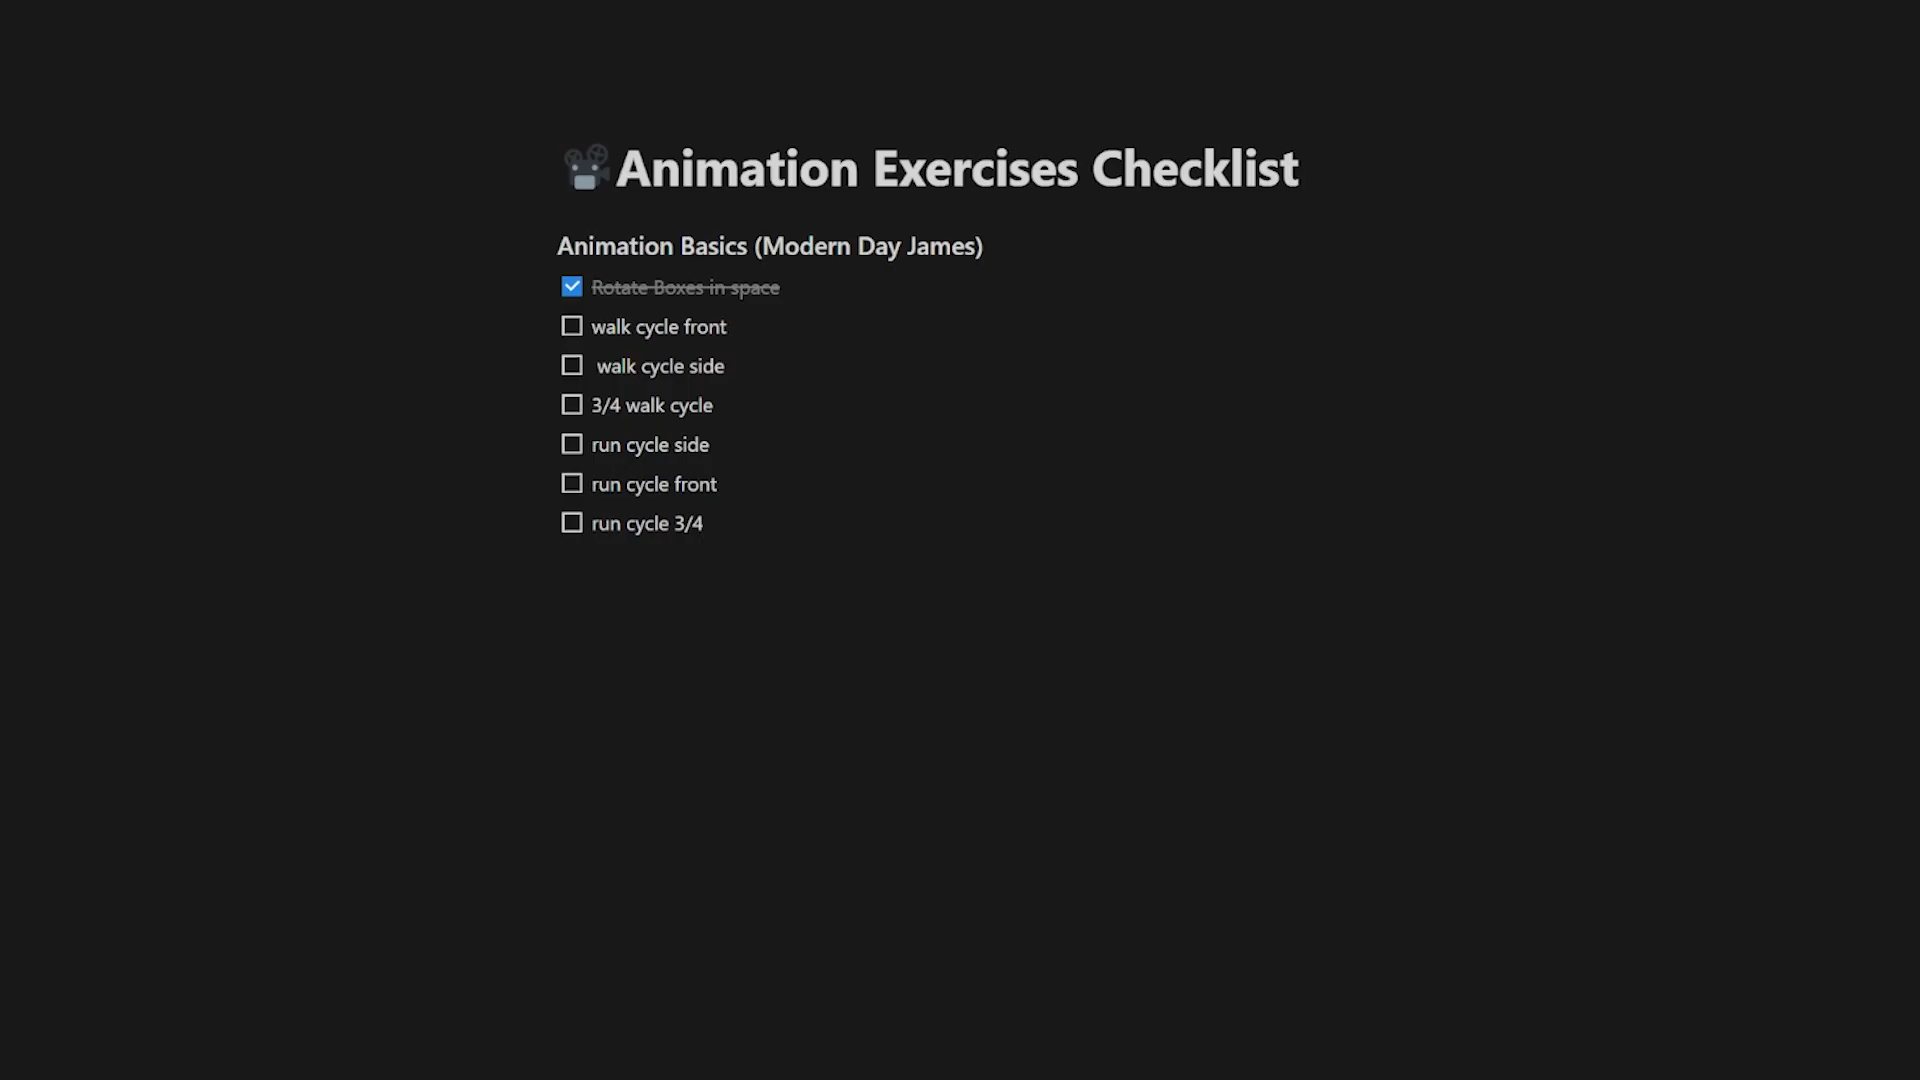 Animation Exercises Checklist
Animation Basics (Modern Day James)
Rotate Boxes in space
walk cycle front
walk cycle side
3/4 walk cycle
run cycle side
run cycle front
run cycle 3/4